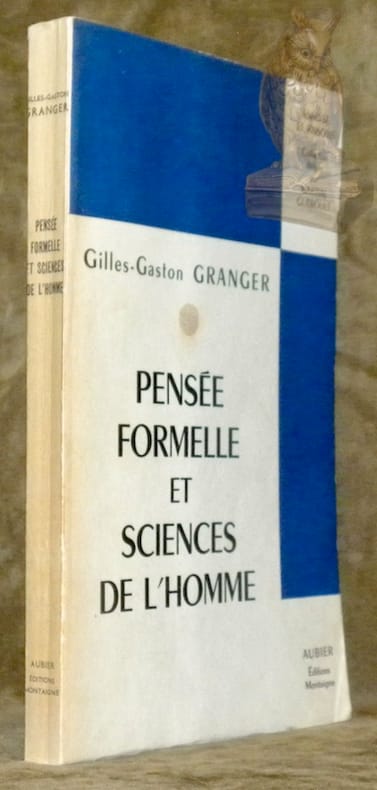 GILLES-GASTON
GRANGER
PENSÉE
FORMELLE
ET SCIENCES
DE L'HOMME
AUBIER
ÉDITIONS
MONTAIGNE
Gilles-Gaston GRANGER
PENSÉE
FORMELLE
ET
SCIENCES
DE L'HOMME
AUBIER
Éditions
Montaigne